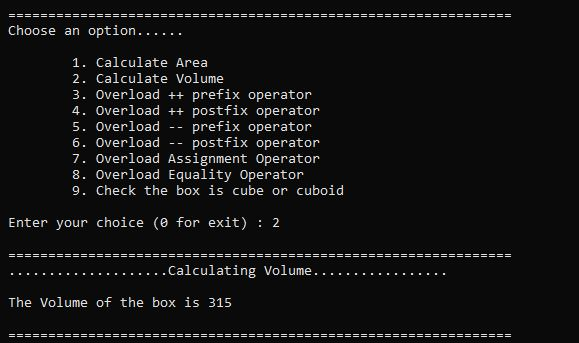 ===============================================================
Choose an option......
1. Calculate Area
2. Calculate Volume
3. Overload ++ prefix operator
4. Overload ++ postfix operator
5. Overload -- prefix operator
6. Overload -- postfix operator
7. Overload Assignment Operator
8. Overload Equality Operator
9. Check the box is cube or cuboid
Enter your choice (0 for exit) : 2
===============================================================
....................Calculating Volume.................
The Volume of the box is 315
===============================================================